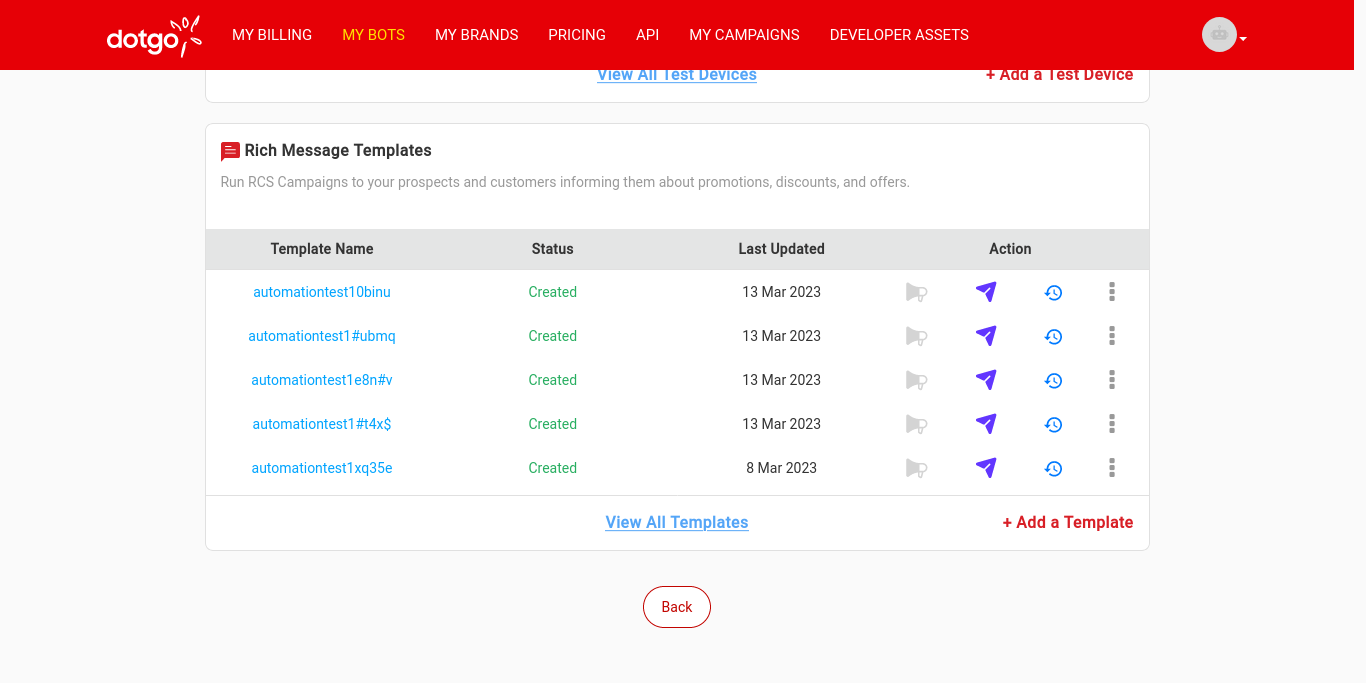 dotgo MY BILLING MY BOTS MY BRANDS PRICING API MY CAMPAIGNS DEVELOPER ASSETS
View All Test Devices + Add a Test Device
Rich Message Templates
Run RCS Campaigns to your prospects and customers informing them about promotions, discounts, and offers.
Template Name Status Last Updated Action
automationtest10binu Created 13 Mar 2023
automationtest1#ubmq Created 13 Mar 2023
automationtest1e8n#v Created 13 Mar 2023
automationtest1#t4x$ Created 13 Mar 2023
automationtest1xq35e Created 8 Mar 2023
View All Templates + Add a Template
Back